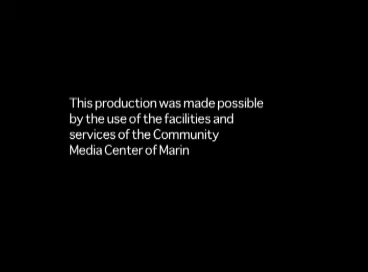 This production was made possible
by the use of the facilities and
services of the Community
Media Center of Marin